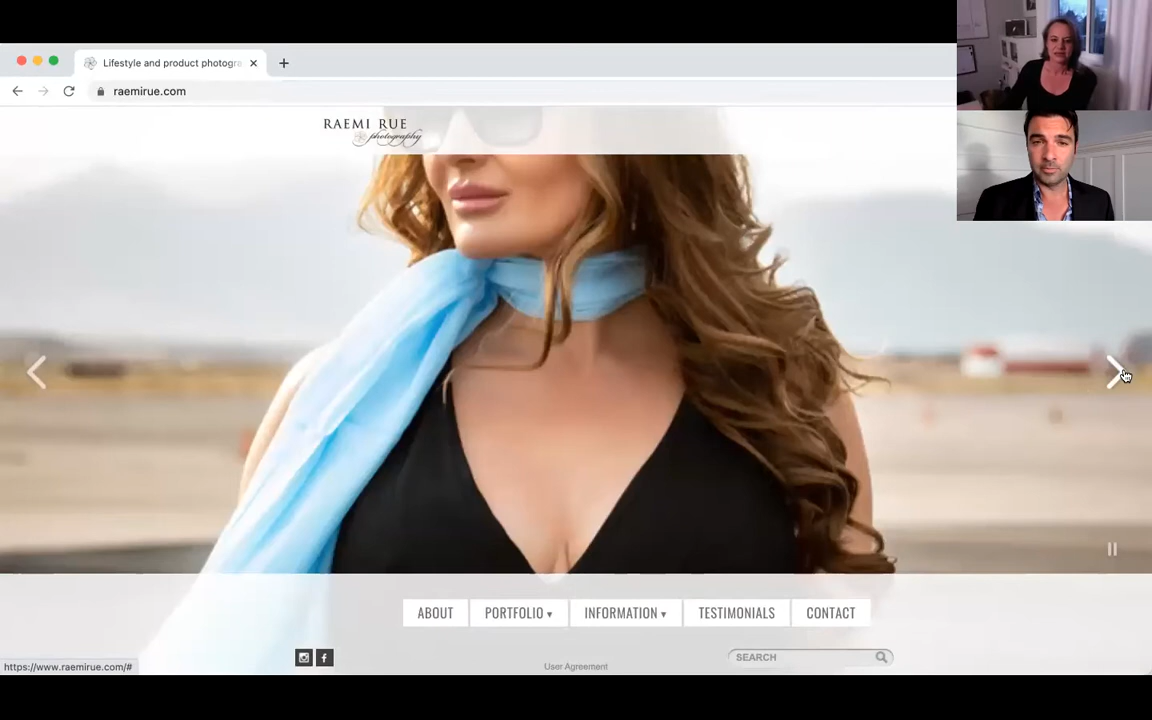 Lifestyle and product photogra
raemirue.com
RAEMI RUE
photography
ABOUT
PORTFOLIO ▾
INFORMATION ▾
TESTIMONIALS
CONTACT
SEARCH
User Agreement
https://www.raemirue.com/#